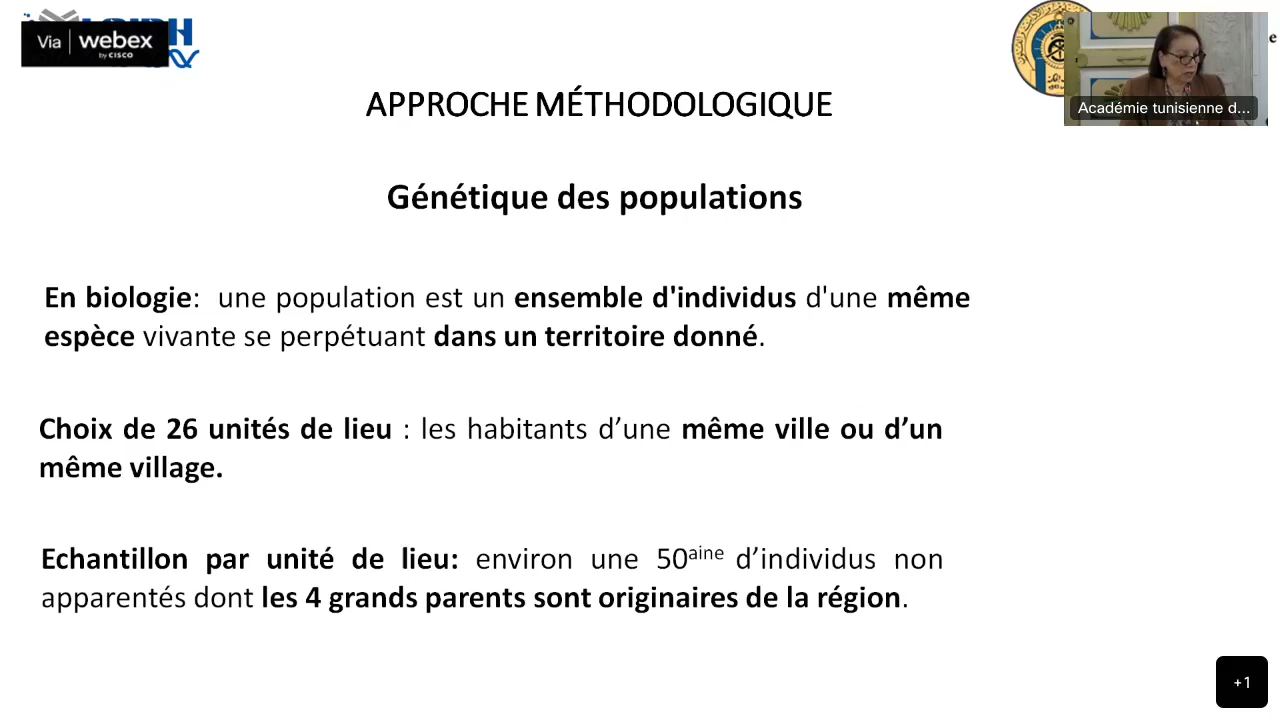 Via webex
by CISCO
Académie tunisienne d...
APPROCHE MÉTHODOLOGIQUE
Génétique des populations
En biologie: une population est un ensemble d'individus d'une même
espèce vivante se perpétuant dans un territoire donné.
Choix de 26 unités de lieu : les habitants d’une même ville ou d’un
même village.
Echantillon par unité de lieu: environ une 50aine d’individus non
apparentés dont les 4 grands parents sont originaires de la région.
+1